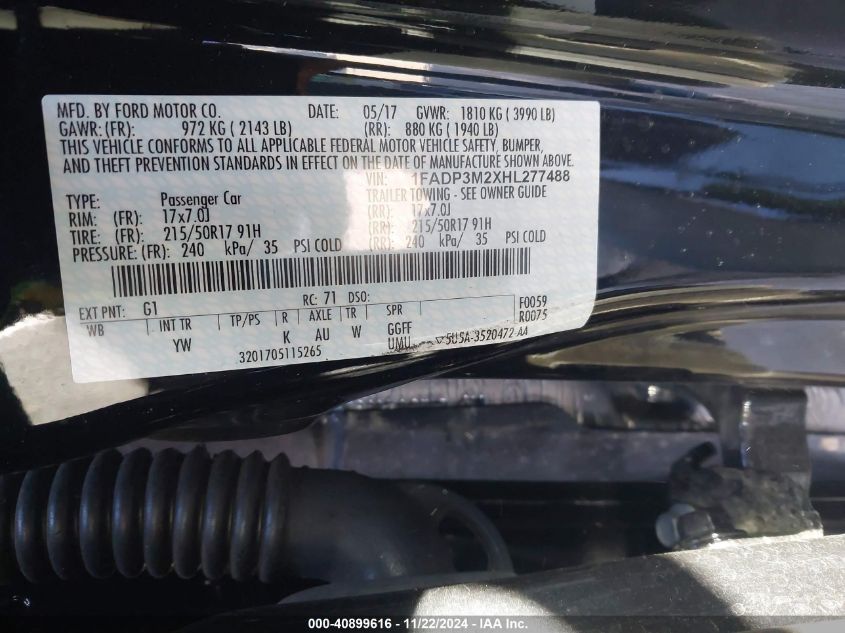 MFD. BY FORD MOTOR CO. DATE: 05/17 GVWR: 1810 KG ( 3990 LB)
GAWR: (FR): 972 KG ( 2143 LB) (RR): 880 KG ( 1940 LB)
THIS VEHICLE CONFORMS TO ALL APPLICABLE FEDERAL MOTOR VEHICLE SAFETY, BUMPER,
AND THEFT PREVENTION STANDARDS IN EFFECT ON THE DATE OF MANUFACTURE SHOWN ABOVE.
VIN: 1FADP3M2XHL277488
TYPE: Passenger Car TRAILER TOWING - SEE OWNER GUIDE
RIM: (FR): 17x7.0J (RR): 17x7.0J
TIRE: (FR): 215/50R17 91H (RR): 215/50R17 91H
PRESSURE: (FR): 240 kPa/ 35 PSI COLD (RR): 240 kPa/ 35 PSI COLD
EXT PNT: G1 RC: 71 DSO: F0059
WB INT TR TP/PS R AXLE TR SPR R0075
YW K AU W GGFF
3201705115265 UMU 5USA-3520472-AA
000-40899616 - 11/22/2024 - IAA, Inc.